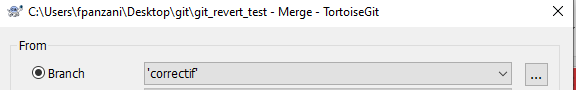 C:\Users\fpanzani\Desktop\git\git_revert_test - Merge - TortoiseGit
From
Branch
'correctif'
...